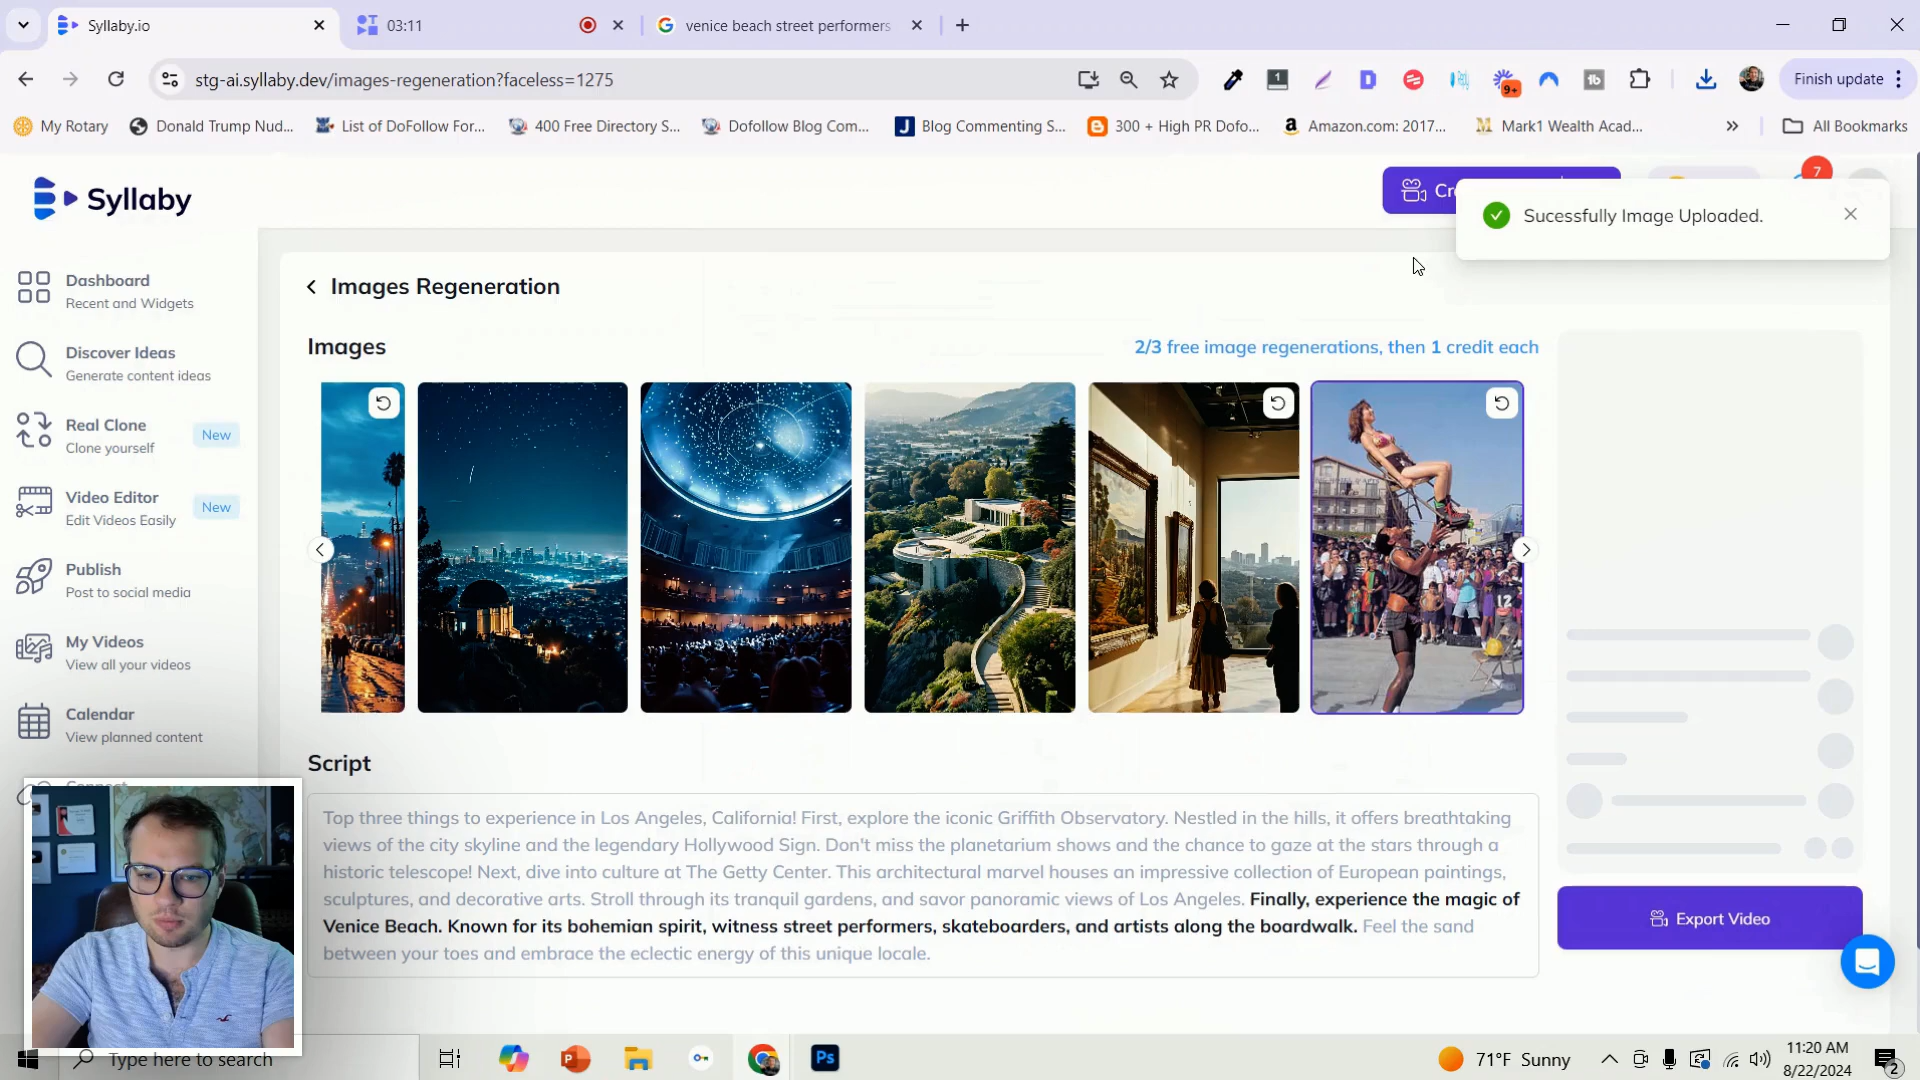 Syllaby.io
03:11
venice beach street performers
stg-ai.syllaby.dev/images-regeneration?faceless=1275
1
9+
tb
Finish update
My Rotary
Donald Trump Nud...
List of DoFollow For...
400 Free Directory S...
Dofollow Blog Com...
Blog Commenting S...
300 + High PR Dofo...
Amazon.com: 2017...
Mark1 Wealth Acad...
»
All Bookmarks
Syllaby
Cr
7
Sucessfully Image Uploaded.
Dashboard
Recent and Widgets
Discover Ideas
Generate content ideas
Real Clone
Clone yourself
New
Video Editor
Edit Videos Easily
New
Publish
Post to social media
My Videos
View all your videos
Calendar
View planned content
Connect
Images Regeneration
Images
2/3 free image regenerations, then 1 credit each
12
Script
Top three things to experience in Los Angeles, California! First, explore the iconic Griffith Observatory. Nestled in the hills, it offers breathtaking
views of the city skyline and the legendary Hollywood Sign. Don't miss the planetarium shows and the chance to gaze at the stars through a
historic telescope! Next, dive into culture at The Getty Center. This architectural marvel houses an impressive collection of European paintings,
sculptures, and decorative arts. Stroll through its tranquil gardens, and savor panoramic views of Los Angeles. Finally, experience the magic of
Venice Beach. Known for its bohemian spirit, witness street performers, skateboarders, and artists along the boardwalk. Feel the sand
between your toes and embrace the eclectic energy of this unique locale.
Export Video
Type here to search
Ps
71°F Sunny
11:20 AM
8/22/2024
2